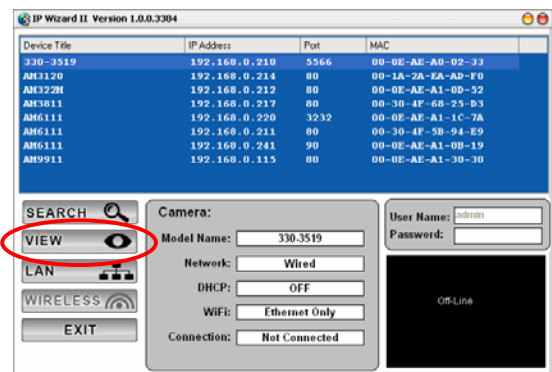 IP Wizard II Version 1.0.0.3384
Device Title IP Address Port MAC
330-3519 192.168.0.210 5566 00-0E-AE-A0-02-33
AM3120 192.168.0.214 80 00-1A-2A-EA-AD-F0
AM322M 192.168.0.212 80 00-0E-AE-A1-0D-52
AM3811 192.168.0.217 80 00-30-4F-68-25-D3
AM6111 192.168.0.220 3232 00-0E-AE-A1-1C-7A
AM6111 192.168.0.211 80 00-30-4F-5B-94-E9
AM6111 192.168.0.241 90 00-0E-AE-A1-0B-19
AM9911 192.168.0.115 80 00-0E-AE-A1-30-30
SEARCH
VIEW
LAN
WIRELESS
EXIT
Camera:
Model Name: 330-3519
Network: Wired
DHCP: OFF
WiFi: Ethernet Only
Connection: Not Connected
User Name: admin
Password:
Off-Line